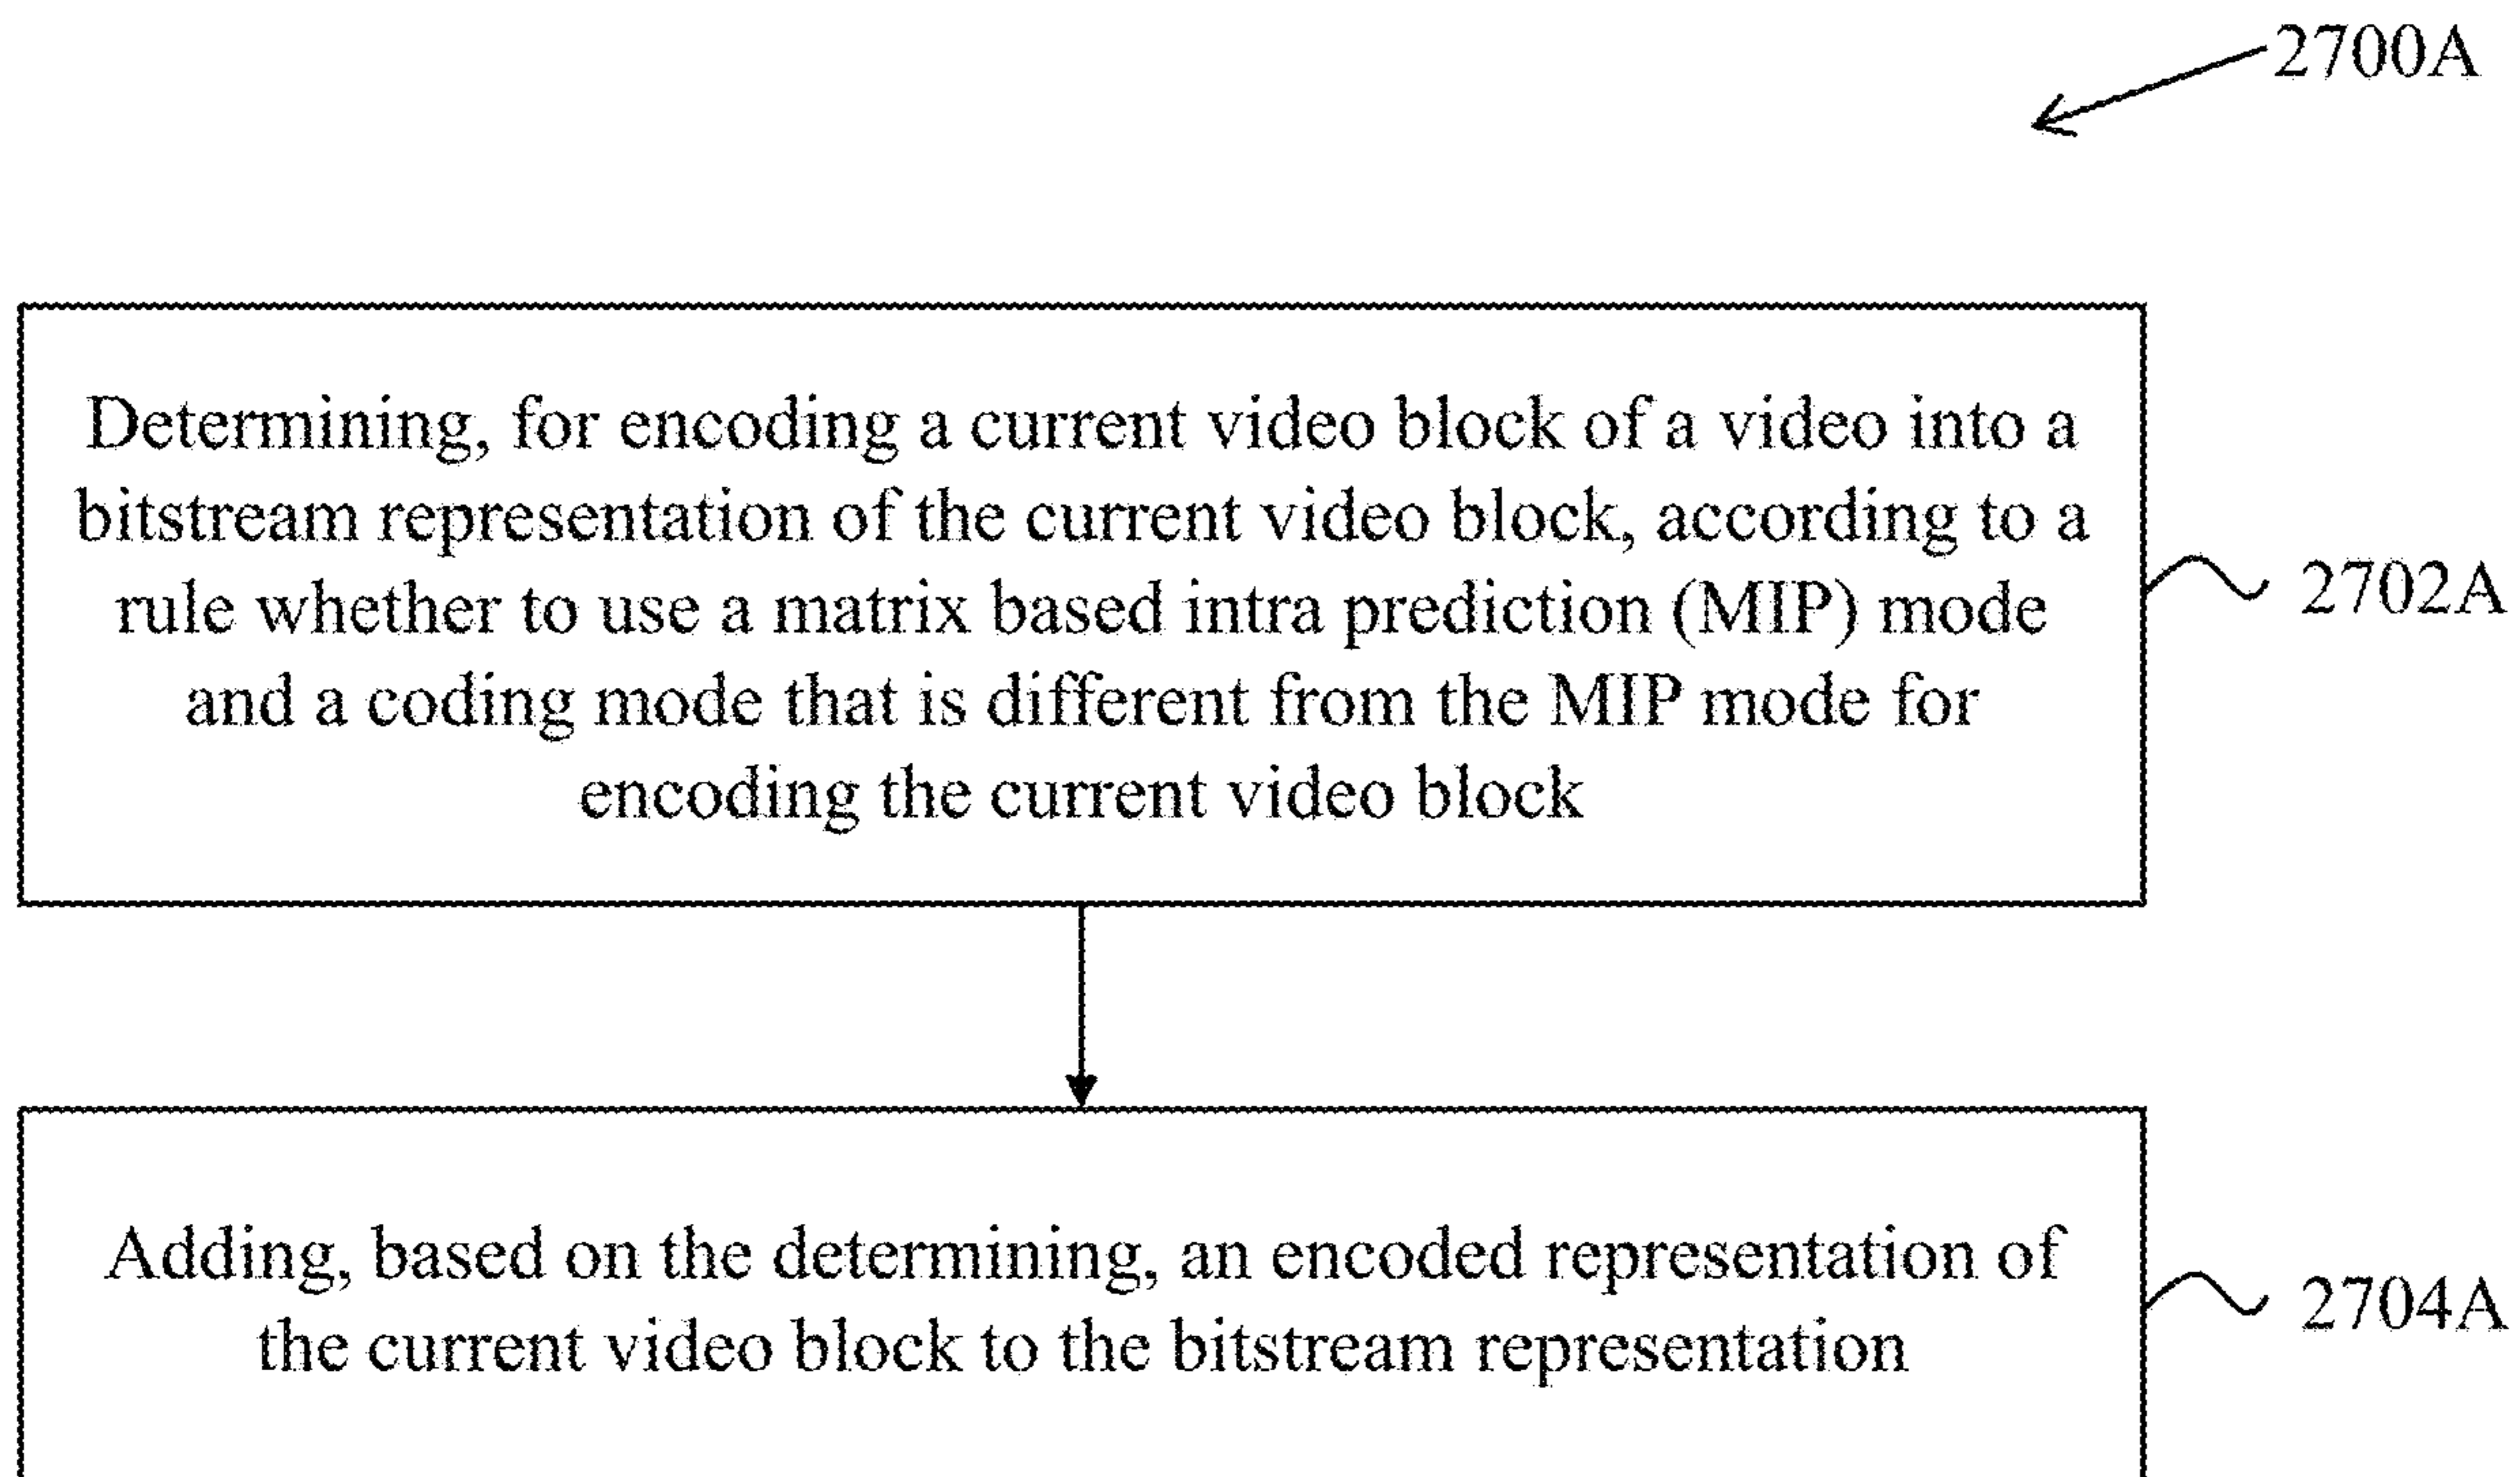 2700A
Determining, for encoding a current video block of a video into a
bitstream representation of the current video block, according to a
rule whether to use a matrix based intra prediction (MIP) mode
and a coding mode that is different from the MIP mode for
encoding the current video block
2702A
Adding, based on the determining, an encoded representation of
the current video block to the bitstream representation
2704A